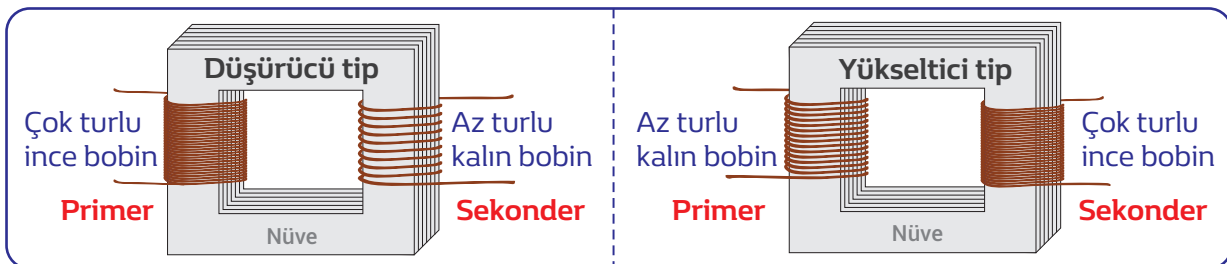 Düşürücü tip
Çok turlu
ince bobin
Az turlu
kalın bobin
Primer
Sekonder
Nüve
Yükseltici tip
Az turlu
kalın bobin
Çok turlu
ince bobin
Primer
Sekonder
Nüve